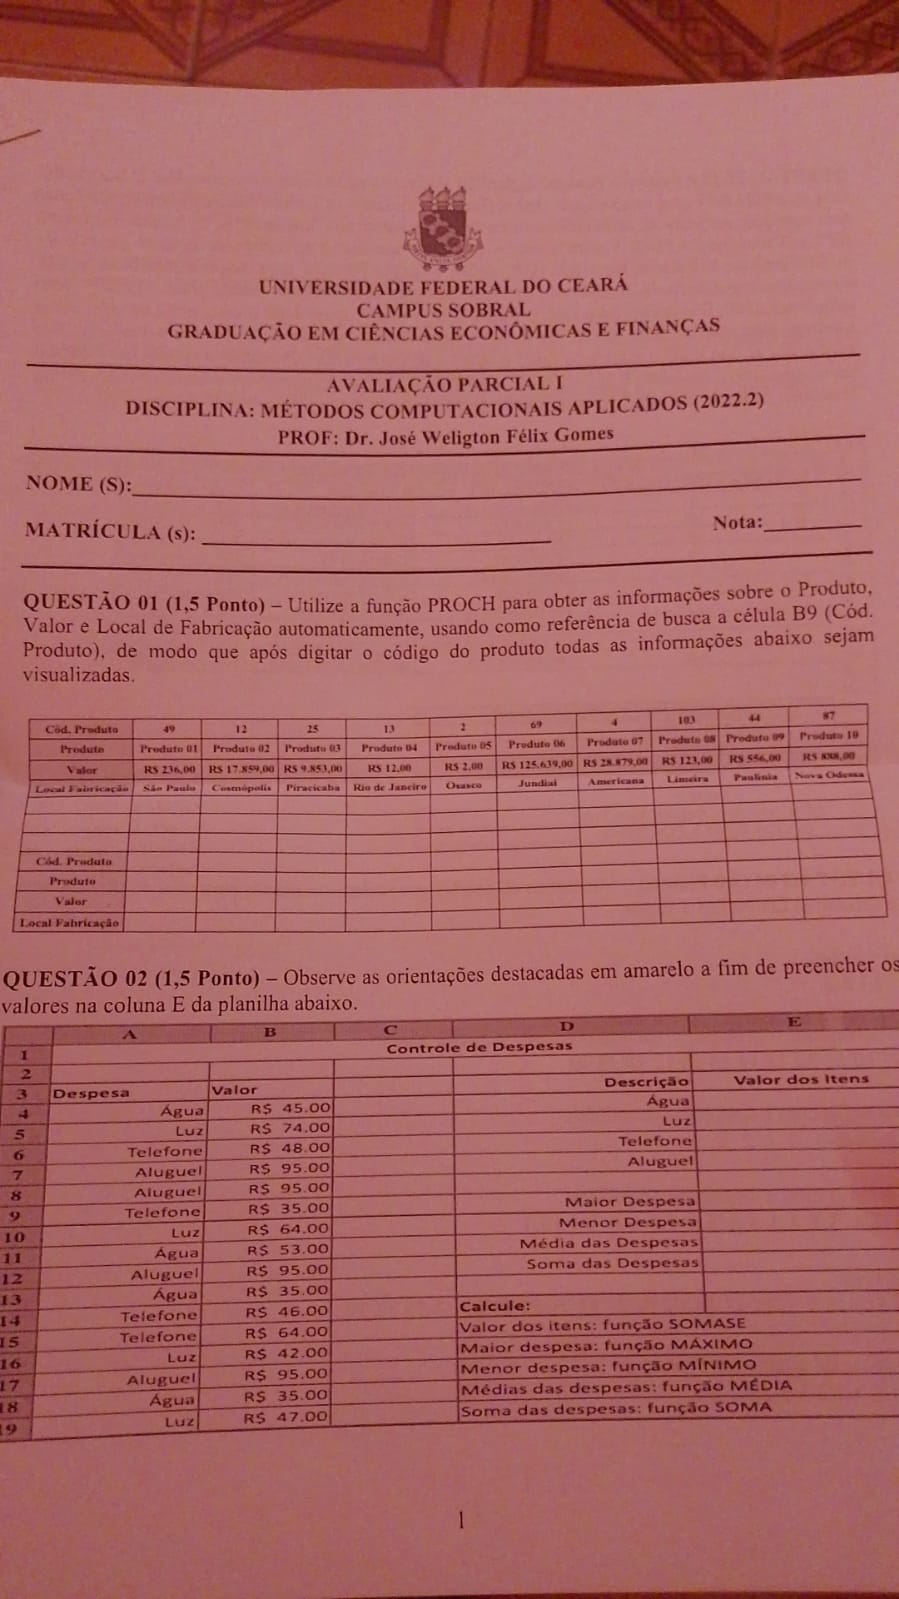 UNIVERSIDADE FEDERAL DO CEARÁ
CAMPUS SOBRAL
GRADUAÇÃO EM CIÊNCIAS ECONÔMICAS E FINANÇAS
AVALIAÇÃO PARCIAL I
DISCIPLINA: MÉTODOS COMPUTACIONAIS APLICADOS (2022.2)
PROF: Dr. José Weligton Félix Gomes
NOME (S):
MATRÍCULA (s): Nota:
QUESTÃO 01 (1,5 Ponto) – Utilize a função PROCH para obter as informações sobre o Produto,
Valor e Local de Fabricação automaticamente, usando como referência de busca a célula B9 (Cód.
Produto), de modo que após digitar o código do produto todas as informações abaixo sejam
visualizadas.
Cód. Produto 49 12 25 13 2 69 4 103 44 87
Produto Produto 01 Produto 02 Produto 03 Produto 04 Produto 05 Produto 06 Produto 07 Produto 08 Produto 09 Produto 10
Valor R$ 236,00 R$ 17.859,00 R$ 9.853,00 R$ 12,00 R$ 2,00 R$ 125.639,00 R$ 28.879,00 R$ 123,00 R$ 556,00 R$ 888,00
Local Fabricação São Paulo Cosmópolis Piracicaba Rio de Janeiro Osasco Jundiaí Americana Limeira Paulínia Nova Odessa
Cód. Produto
Produto
Valor
Local Fabricação
QUESTÃO 02 (1,5 Ponto) – Observe as orientações destacadas em amarelo a fim de preencher os
valores na coluna E da planilha abaixo.
A B C D E
1 Controle de Despesas
2
3 Despesa Valor Descrição Valor dos Itens
4 Água R$ 45.00 Água
5 Luz R$ 74.00 Luz
6 Telefone R$ 48.00 Telefone
7 Aluguel R$ 95.00 Aluguel
8 Aluguel R$ 95.00
9 Telefone R$ 35.00 Maior Despesa
10 Luz R$ 64.00 Menor Despesa
11 Água R$ 53.00 Média das Despesas
12 Aluguel R$ 95.00 Soma das Despesas
13 Água R$ 35.00
14 Telefone R$ 46.00 Calcule:
15 Telefone R$ 64.00 Valor dos itens: função SOMASE
16 Luz R$ 42.00 Maior despesa: função MÁXIMO
17 Aluguel R$ 95.00 Menor despesa: função MÍNIMO
18 Água R$ 35.00 Médias das despesas: função MÉDIA
19 Luz R$ 47.00 Soma das despesas: função SOMA
1